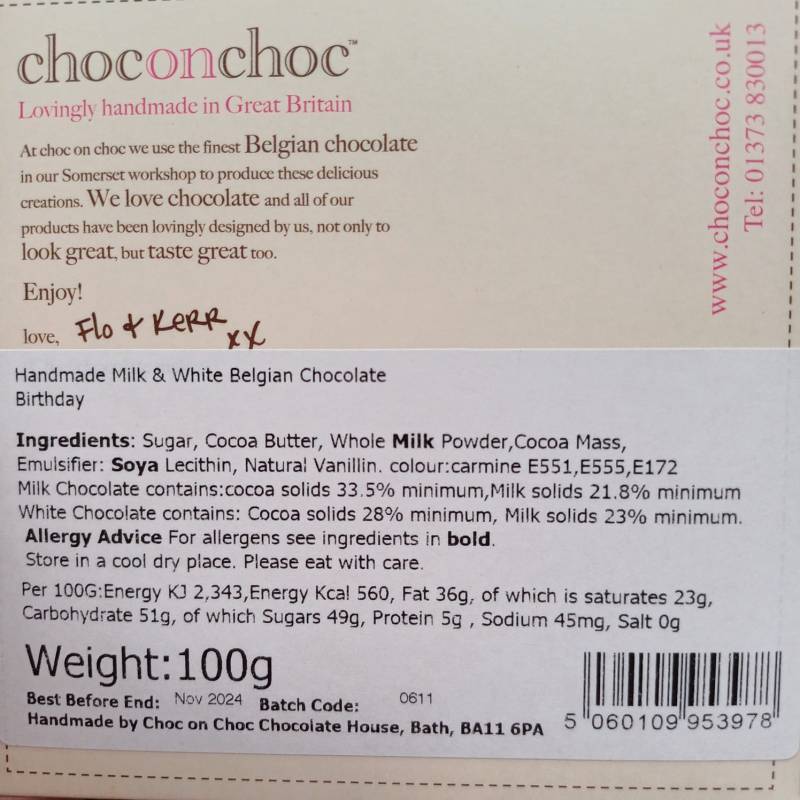 choconchoc™
Lovingly handmade in Great Britain
At choc on choc we use the finest Belgian chocolate
in our Somerset workshop to produce these delicious
creations. We love chocolate and all of our
products have been lovingly designed by us, not only to
look great, but taste great too.
Enjoy!
love, Flo & Kerr xx
www.choconchoc.co.uk
Tel: 01373 830013
Handmade Milk & White Belgian Chocolate
Birthday
Ingredients: Sugar, Cocoa Butter, Whole Milk Powder,Cocoa Mass,
Emulsifier: Soya Lecithin, Natural Vanillin. colour:carmine E551,E555,E172
Milk Chocolate contains:cocoa solids 33.5% minimum,Milk solids 21.8% minimum
White Chocolate contains: Cocoa solids 28% minimum, Milk solids 23% minimum.
Allergy Advice For allergens see ingredients in bold.
Store in a cool dry place. Please eat with care.
Per 100G:Energy KJ 2,343,Energy Kcal 560, Fat 36g, of which is saturates 23g,
Carbohydrate 51g, of which Sugars 49g, Protein 5g , Sodium 45mg, Salt 0g
Weight:100g
Best Before End: Nov 2024 Batch Code: 0611
Handmade by Choc on Choc Chocolate House, Bath, BA11 6PA
5 060109 953978